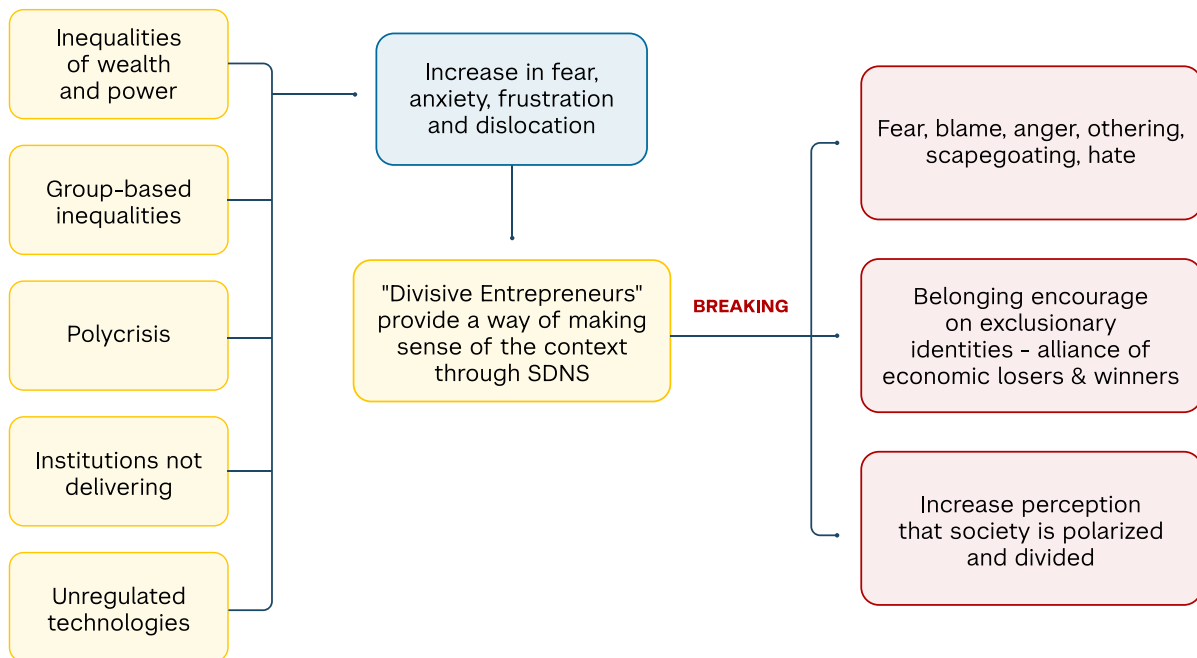 Inequalities
of wealth
and power
Group-based
inequalities
Polycrisis
Institutions not
delivering
Unregulated
technologies
Increase in fear,
anxiety, frustration
and dislocation
"Divisive Entrepreneurs"
provide a way of making
sense of the context
through SDNS
BREAKING
Fear, blame, anger, othering,
scapegoating, hate
Belonging encourage
on exclusionary
identities - alliance of
economic losers & winners
Increase perception
that society is polarized
and divided